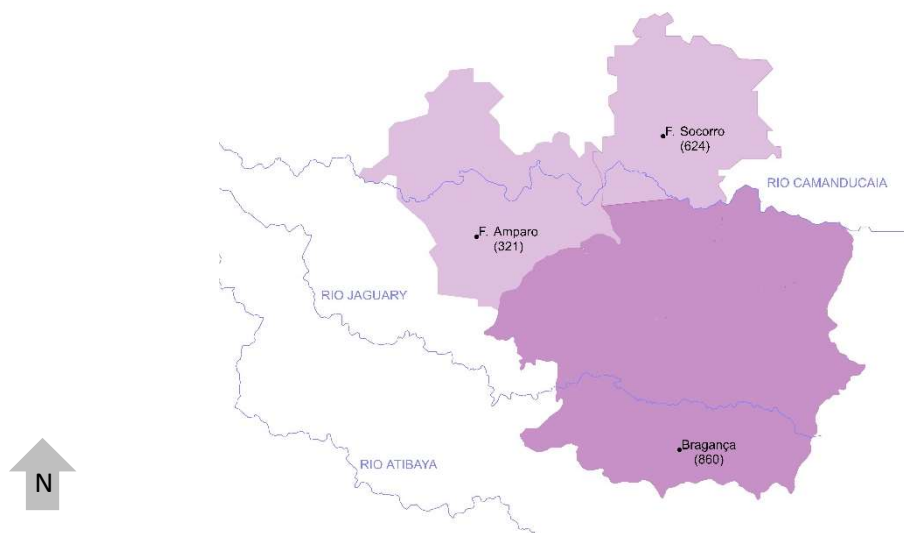 F. Socorro
(624)
RIO CAMANDUCAIA
F. Amparo
(321)
RIO JAGUARY
Bragança
(860)
RIO ATIBAYA
N